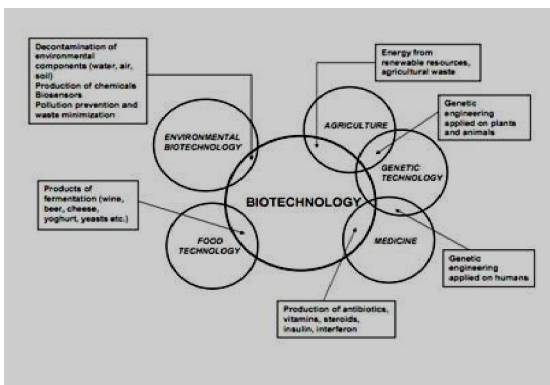 Decontamination of
environmental
components (water, air,
soil)
Production of chemicals
Biosensors
Pollution prevention and
waste minimization
Energy from
renewable resources,
agricultural waste
Genetic
engineering
applied on plants
and animals
ENVIRONMENTAL
BIOTECHNOLOGY
AGRICULTURE
GENETIC
TECHNOLOGY
BIOTECHNOLOGY
Products of
fermentation (wine,
beer, cheese,
yoghurt, yeasts etc.)
FOOD
TECHNOLOGY
MEDICINE
Genetic
engineering
applied on humans
Production of antibiotics,
vitamins, steroids,
insulin, interferon